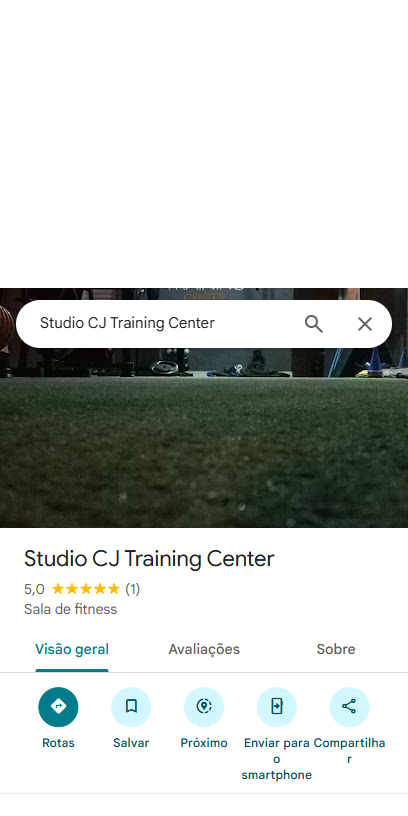 CENTER
Studio CJ Training Center
Studio CJ Training Center
5,0 (1)
Sala de fitness
Visão geral Avaliações Sobre
Rotas Salvar Próximo Enviar para o smartphone Compartilhar